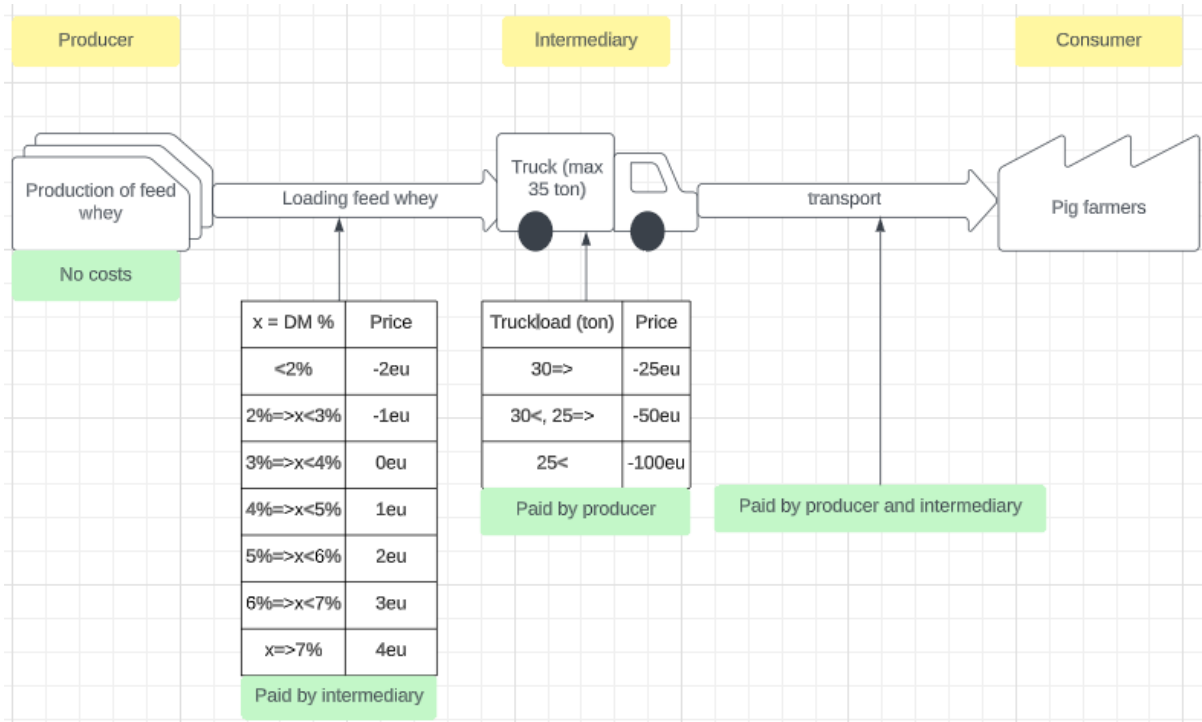 Producer
Intermediary
Consumer
Production of feed
whey
Loading feed whey
Truck (max
35 ton)
transport
Pig farmers
No costs
x = DM % Price
<2% -2eu
2%=>x<3% -1eu
3%=>x<4% 0eu
4%=>x<5% 1eu
5%=>x<6% 2eu
6%=>x<7% 3eu
x=>7% 4eu
Paid by intermediary
Truckload (ton) Price
30=> -25eu
30<, 25=> -50eu
25< -100eu
Paid by producer
Paid by producer and intermediary